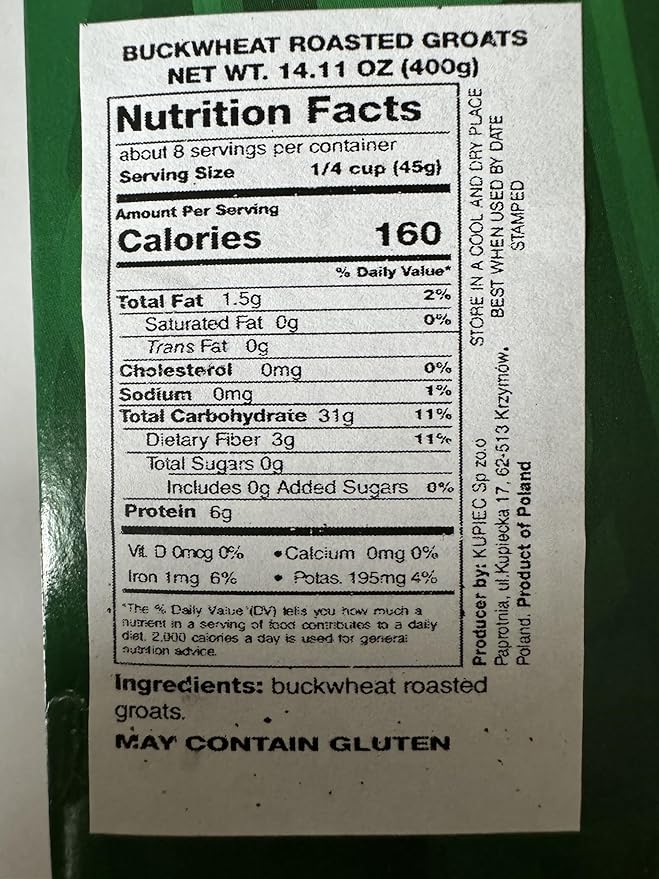 BUCKWHEAT ROASTED GROATS
NET WT. 14.11 OZ (400g)
Nutrition Facts
about 8 servings per container
Serving Size 1/4 cup (45g)
Amount Per Serving
Calories 160
% Daily Value*
Total Fat 1.5g 2%
Saturated Fat 0g 0%
Trans Fat 0g
Cholesterol 0mg 0%
Sodium 0mg 1%
Total Carbohydrate 31g 11%
Dietary Fiber 3g 11%
Total Sugars 0g
Includes 0g Added Sugars 0%
Protein 6g
Vit. D 0mcg 0% • Calcium 0mg 0%
Iron 1mg 6% • Potas. 195mg 4%
*The % Daily Value (DV) tells you how much a
nutrient in a serving of food contributes to a daily
diet. 2,000 calories a day is used for general
nutrition advice.
Ingredients: buckwheat roasted
groats.
MAY CONTAIN GLUTEN
STORE IN A COOL AND DRY PLACE
BEST WHEN USED BY DATE
STAMPED
Producer by: KUPIEC Sp zo.o
Paprotnia, ul.Kupiecka 17, 62-513 Krzymów,
Poland. Product of Poland